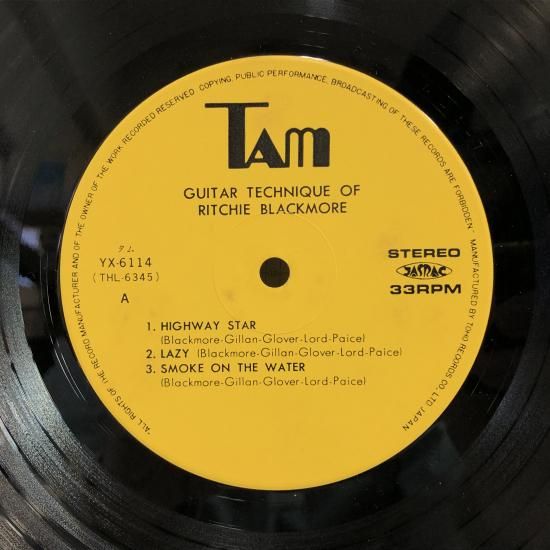 "ALL RIGHTS OF THE RECORD MANUFACTURER AND OF THE OWNER OF THE WORK RECORDED RESERVED COPYING, PUBLIC PERFORMANCE, BROADCASTING OF THESE RECORDS ARE FORBIDDEN." MANUFACTURED BY TOHO RECORDS CO., LTD. JAPAN
TAM
GUITAR TECHNIQUE OF
RITCHIE BLACKMORE
YX-6114
(THL-6345)
A
STEREO
JASRAC
33RPM
1. HIGHWAY STAR
(Blackmore-Gillan-Glover-Lord-Paice)
2. LAZY (Blackmore-Gillan-Glover-Lord-Paice)
3. SMOKE ON THE WATER
(Blackmore-Gillan-Glover-Lord-Paice)